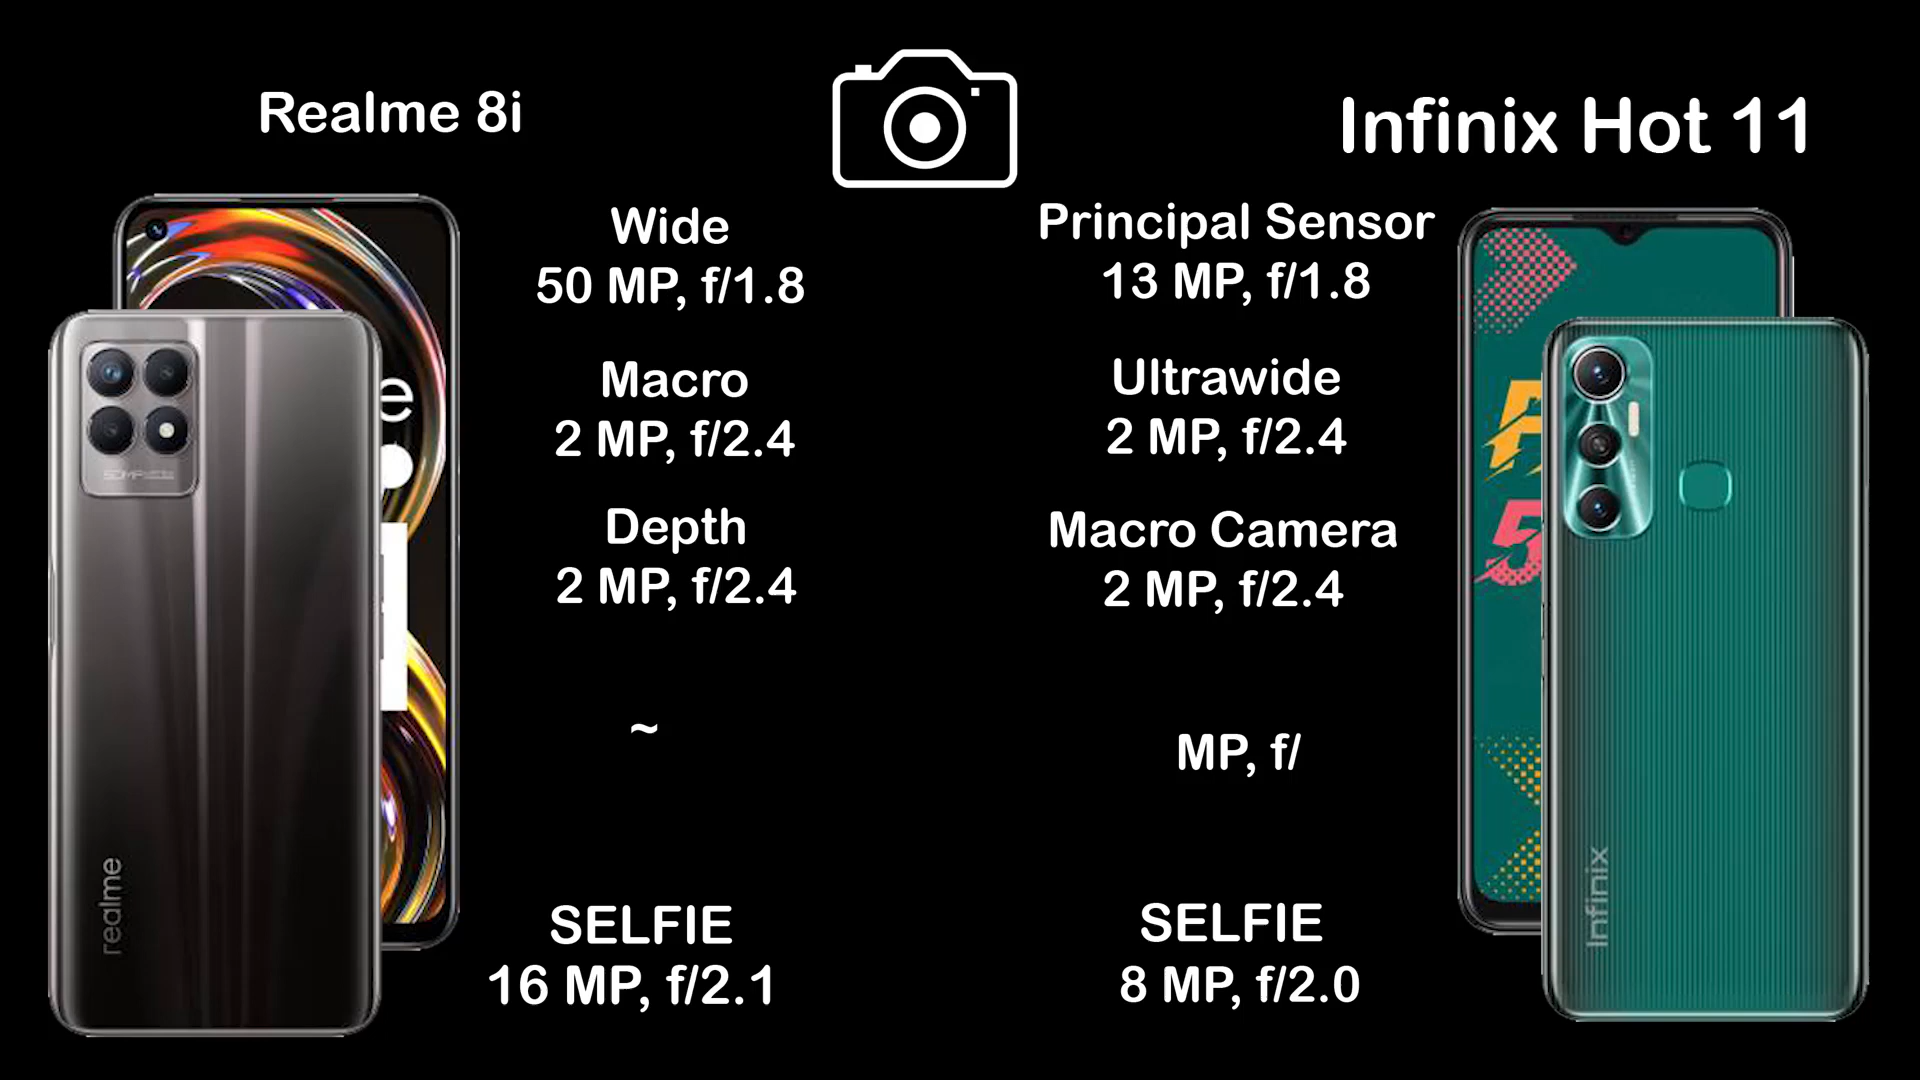 Realme 8i
Infinix Hot 11
Wide
50 MP, f/1.8
Macro
2 MP, f/2.4
Depth
2 MP, f/2.4
~
SELFIE
16 MP, f/2.1
Principal Sensor
13 MP, f/1.8
Ultrawide
2 MP, f/2.4
Macro Camera
2 MP, f/2.4
MP, f/
SELFIE
8 MP, f/2.0
realme
e
Infinix
5